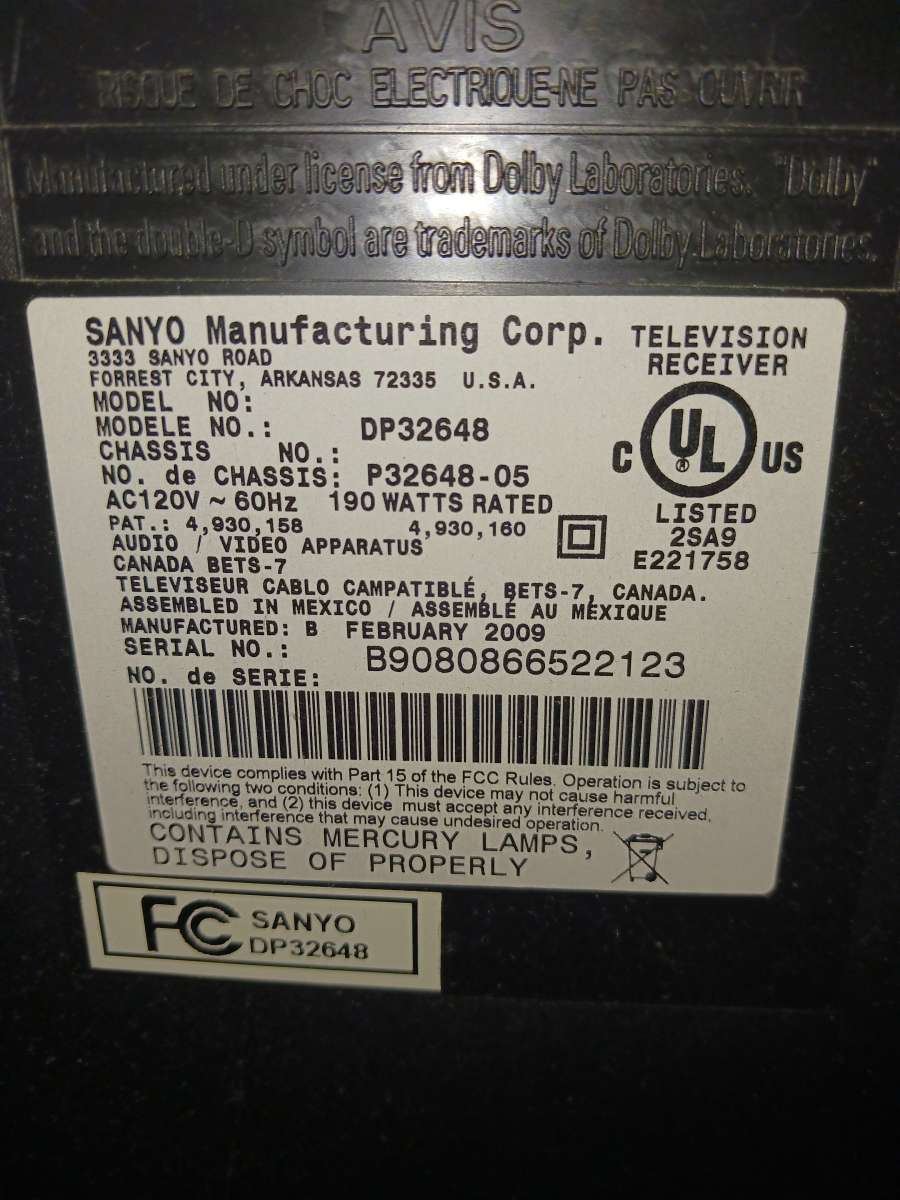 AVIS
RISQUE DE CHOC ELECTRIQUE-NE PAS OUVRIR
Manufactured under license from Dolby Laboratories. "Dolby"
and the double-D symbol are trademarks of Dolby Laboratories.
SANYO Manufacturing Corp.
TELEVISION
RECEIVER
3333 SANYO ROAD
FORREST CITY, ARKANSAS 72335 U.S.A.
MODEL NO:
MODELE NO.: DP32648
CHASSIS NO.:
NO. de CHASSIS: P32648-05
AC120V ~ 60Hz 190 WATTS RATED
PAT.: 4,930,158 4,930,160
AUDIO / VIDEO APPARATUS
CANADA BETS-7
C UL ® US
LISTED
2SA9
E221758
TELEVISEUR CABLO CAMPATIBLÉ, BETS-7, CANADA.
ASSEMBLED IN MEXICO / ASSEMBLÉ AU MÉXIQUE
MANUFACTURED: B FEBRUARY 2009
SERIAL NO.:
NO. de SERIE: B9080866522123
This device complies with Part 15 of the FCC Rules. Operation is subject to
the following two conditions: (1) This device may not cause harmful
interference, and (2) this device must accept any interference received,
including interference that may cause undesired operation.
CONTAINS MERCURY LAMPS,
DISPOSE OF PROPERLY
FC SANYO
DP32648